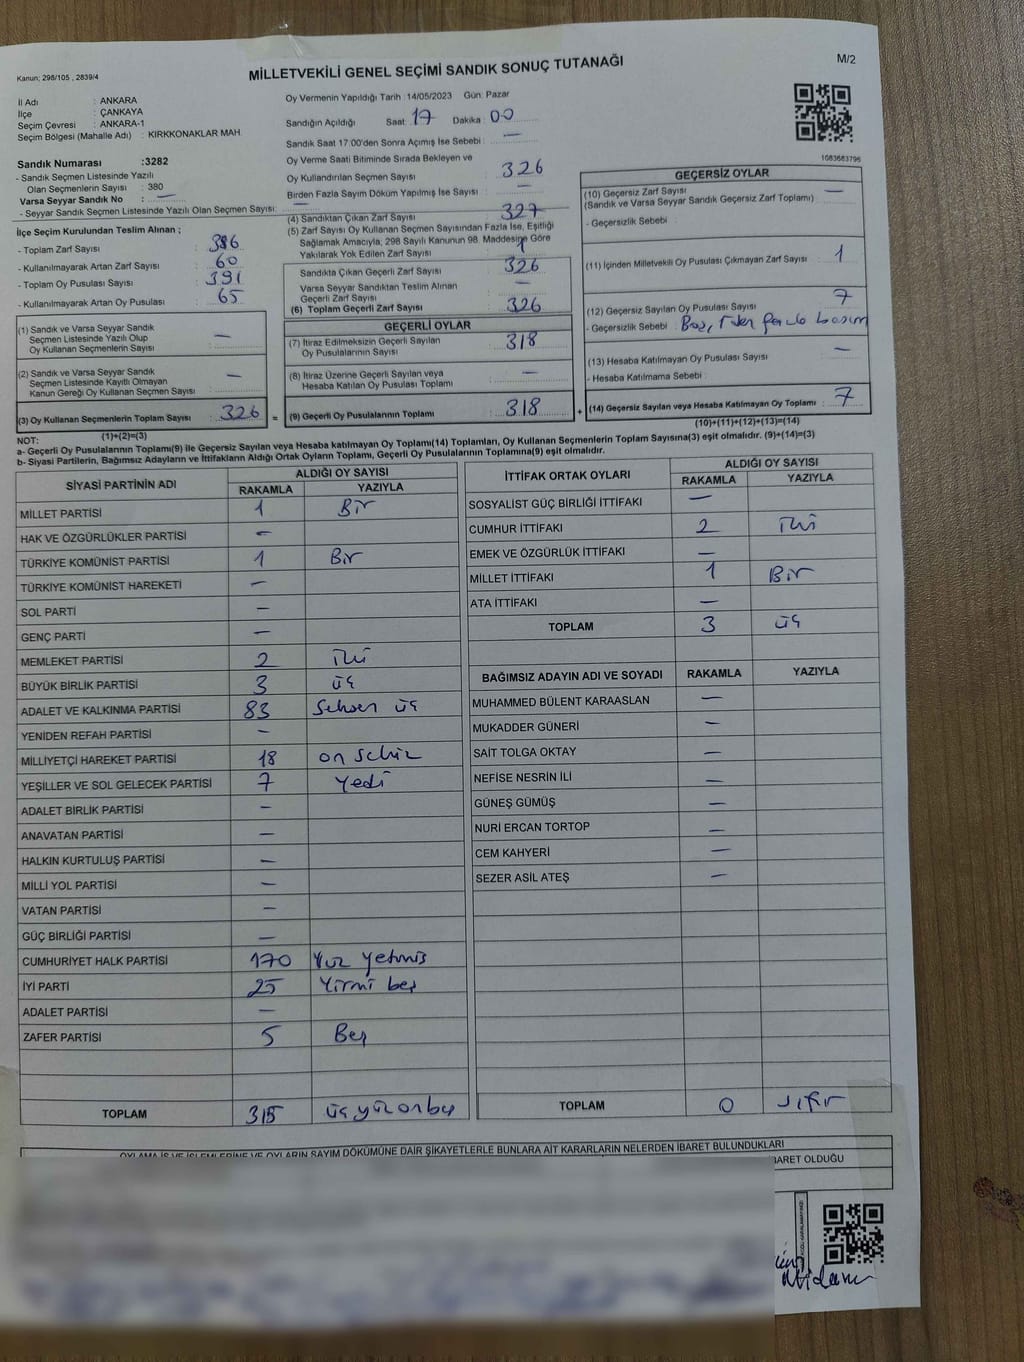 Kanun; 298/105 , 2839/4
MİLLETVEKİLİ GENEL SEÇİMİ SANDIK SONUÇ TUTANAĞI
M/2
İl Adı : ANKARA
İlçe : ÇANKAYA
Seçim Çevresi : ANKARA-1
Seçim Bölgesi (Mahalle Adı) : KIRKKONAKLAR MAH.
Sandık Numarası :3282
- Sandık Seçmen Listesinde Yazılı
Olan Seçmenlerin Sayısı : 380
Varsa Seyyar Sandık No : —
- Seyyar Sandık Seçmen Listesinde Yazılı Olan Seçmen Sayısı: —
İlçe Seçim Kurulundan Teslim Alınan ;
- Toplam Zarf Sayısı : 386
- Kullanılmayarak Artan Zarf Sayısı : 60
- Toplam Oy Pusulası Sayısı : 391
- Kullanılmayarak Artan Oy Pusulası : 65
(1) Sandık ve Varsa Seyyar Sandık
Seçmen Listesinde Yazılı Olup
Oy Kullanan Seçmenlerin Sayısı : —
(2) Sandık ve Varsa Seyyar Sandık
Seçmen Listesinde Kayıtlı Olmayan
Kanun Gereği Oy Kullanan Seçmen Sayısı : —
(3) Oy Kullanan Seçmenlerin Toplam Sayısı : 326 =
(1)+(2)=(3)
Oy Vermenin Yapıldığı Tarih :14/05/2023 Gün: Pazar
Sandığın Açıldığı Saat: 17 Dakika : 00
Sandık Saat 17:00'den Sonra Açılmış İse Sebebi : —
Oy Verme Saati Bitiminde Sırada Bekleyen ve
Oy Kullandırılan Seçmen Sayısı : 326
Birden Fazla Sayım Döküm Yapılmış İse Sayısı : —
(4) Sandıktan Çıkan Zarf Sayısı : 327
(5) Zarf Sayısı Oy Kullanan Seçmen Sayısından Fazla İse, Eşitliği
Sağlamak Amacıyla, 298 Sayılı Kanunun 98. Maddesine Göre
Yakılarak Yok Edilen Zarf Sayısı : 1
Sandıkta Çıkan Geçerli Zarf Sayısı : 326
Varsa Seyyar Sandıktan Teslim Alınan
Geçerli Zarf Sayısı : —
(6) Toplam Geçerli Zarf Sayısı : 326
GEÇERLİ OYLAR
(7) İtiraz Edilmeksizin Geçerli Sayılan
Oy Pusulalarının Sayısı : 318
(8) İtiraz Üzerine Geçerli Sayılan veya
Hesaba Katılan Oy Pusulası Toplamı : —
(9) Geçerli Oy Pusulalarının Toplamı : 318 +
1683683796
GEÇERSİZ OYLAR
(10) Geçersiz Zarf Sayısı : —
(Sandık ve Varsa Seyyar Sandık Geçersiz Zarf Toplamı)
- Geçersizlik Sebebi :
(11) İçinden Milletvekili Oy Pusulası Çıkmayan Zarf Sayısı : 1
(12) Geçersiz Sayılan Oy Pusulası Sayısı : 7
- Geçersizlik Sebebi : Boş,
(13) Hesaba Katılmayan Oy Pusulası Sayısı : —
- Hesaba Katılmama Sebebi :
(14) Geçersiz Sayılan veya Hesaba Katılmayan Oy Toplamı : 7
(10)+(11)+(12)+(13)=(14)
NOT:
a- Geçerli Oy Pusulalarının Toplamı(9) ile Geçersiz Sayılan veya Hesaba katılmayan Oy Toplamı(14) Toplamları, Oy Kullanan Seçmenlerin Toplam Sayısına(3) eşit olmalıdır. (9)+(14)=(3)
b- Siyasi Partilerin, Bağımsız Adayların ve İttifakların Aldığı Ortak Oyların Toplamı, Geçerli Oy Pusulalarının Toplamına(9) eşit olmalıdır.
SİYASİ PARTİNİN ADI ALDIĞI OY SAYISI
RAKAMLA YAZIYLA
MİLLET PARTİSİ 1 Bir
HAK VE ÖZGÜRLÜKLER PARTİSİ —
TÜRKİYE KOMÜNİST PARTİSİ 1 Bir
TÜRKİYE KOMÜNİST HAREKETİ —
SOL PARTİ —
GENÇ PARTİ —
MEMLEKET PARTİSİ 2 iki
BÜYÜK BİRLİK PARTİSİ 3 üç
ADALET VE KALKINMA PARTİSİ 83 Seksen üç
YENİDEN REFAH PARTİSİ —
MİLLİYETÇİ HAREKET PARTİSİ 18 on sekiz
YEŞİLLER VE SOL GELECEK PARTİSİ 7 Yedi
ADALET BİRLİK PARTİSİ —
ANAVATAN PARTİSİ —
HALKIN KURTULUŞ PARTİSİ —
MİLLİ YOL PARTİSİ —
VATAN PARTİSİ —
GÜÇ BİRLİĞİ PARTİSİ —
CUMHURİYET HALK PARTİSİ 170 Yüz yetmiş
İYİ PARTİ 25 Yirmi beş
ADALET PARTİSİ —
ZAFER PARTİSİ 5 Beş
TOPLAM 315 üç yüz on beş
İTTİFAK ORTAK OYLARI ALDIĞI OY SAYISI
RAKAMLA YAZIYLA
SOSYALİST GÜÇ BİRLİĞİ İTTİFAKI —
CUMHUR İTTİFAKI 2 iki
EMEK VE ÖZGÜRLÜK İTTİFAKI —
MİLLET İTTİFAKI 1 Bir
ATA İTTİFAKI —
TOPLAM 3 üç
BAĞIMSIZ ADAYIN ADI VE SOYADI RAKAMLA YAZIYLA
MUHAMMED BÜLENT KARAASLAN —
MUKADDER GÜNERİ —
SAİT TOLGA OKTAY —
NEFİSE NESRİN İLİ —
GÜNEŞ GÜMÜŞ —
NURİ ERCAN TORTOP —
CEM KAHYERİ —
SEZER ASİL ATEŞ —
TOPLAM 0 sıfır
OYLAMA İŞ VE İŞLEMLERİNE VE OYLARIN SAYIM DÖKÜMÜNE DAİR ŞİKAYETLERLE BUNLARA AİT KARARLARIN NELERDEN İBARET BULUNDUKLARI
BARET OLDUĞU